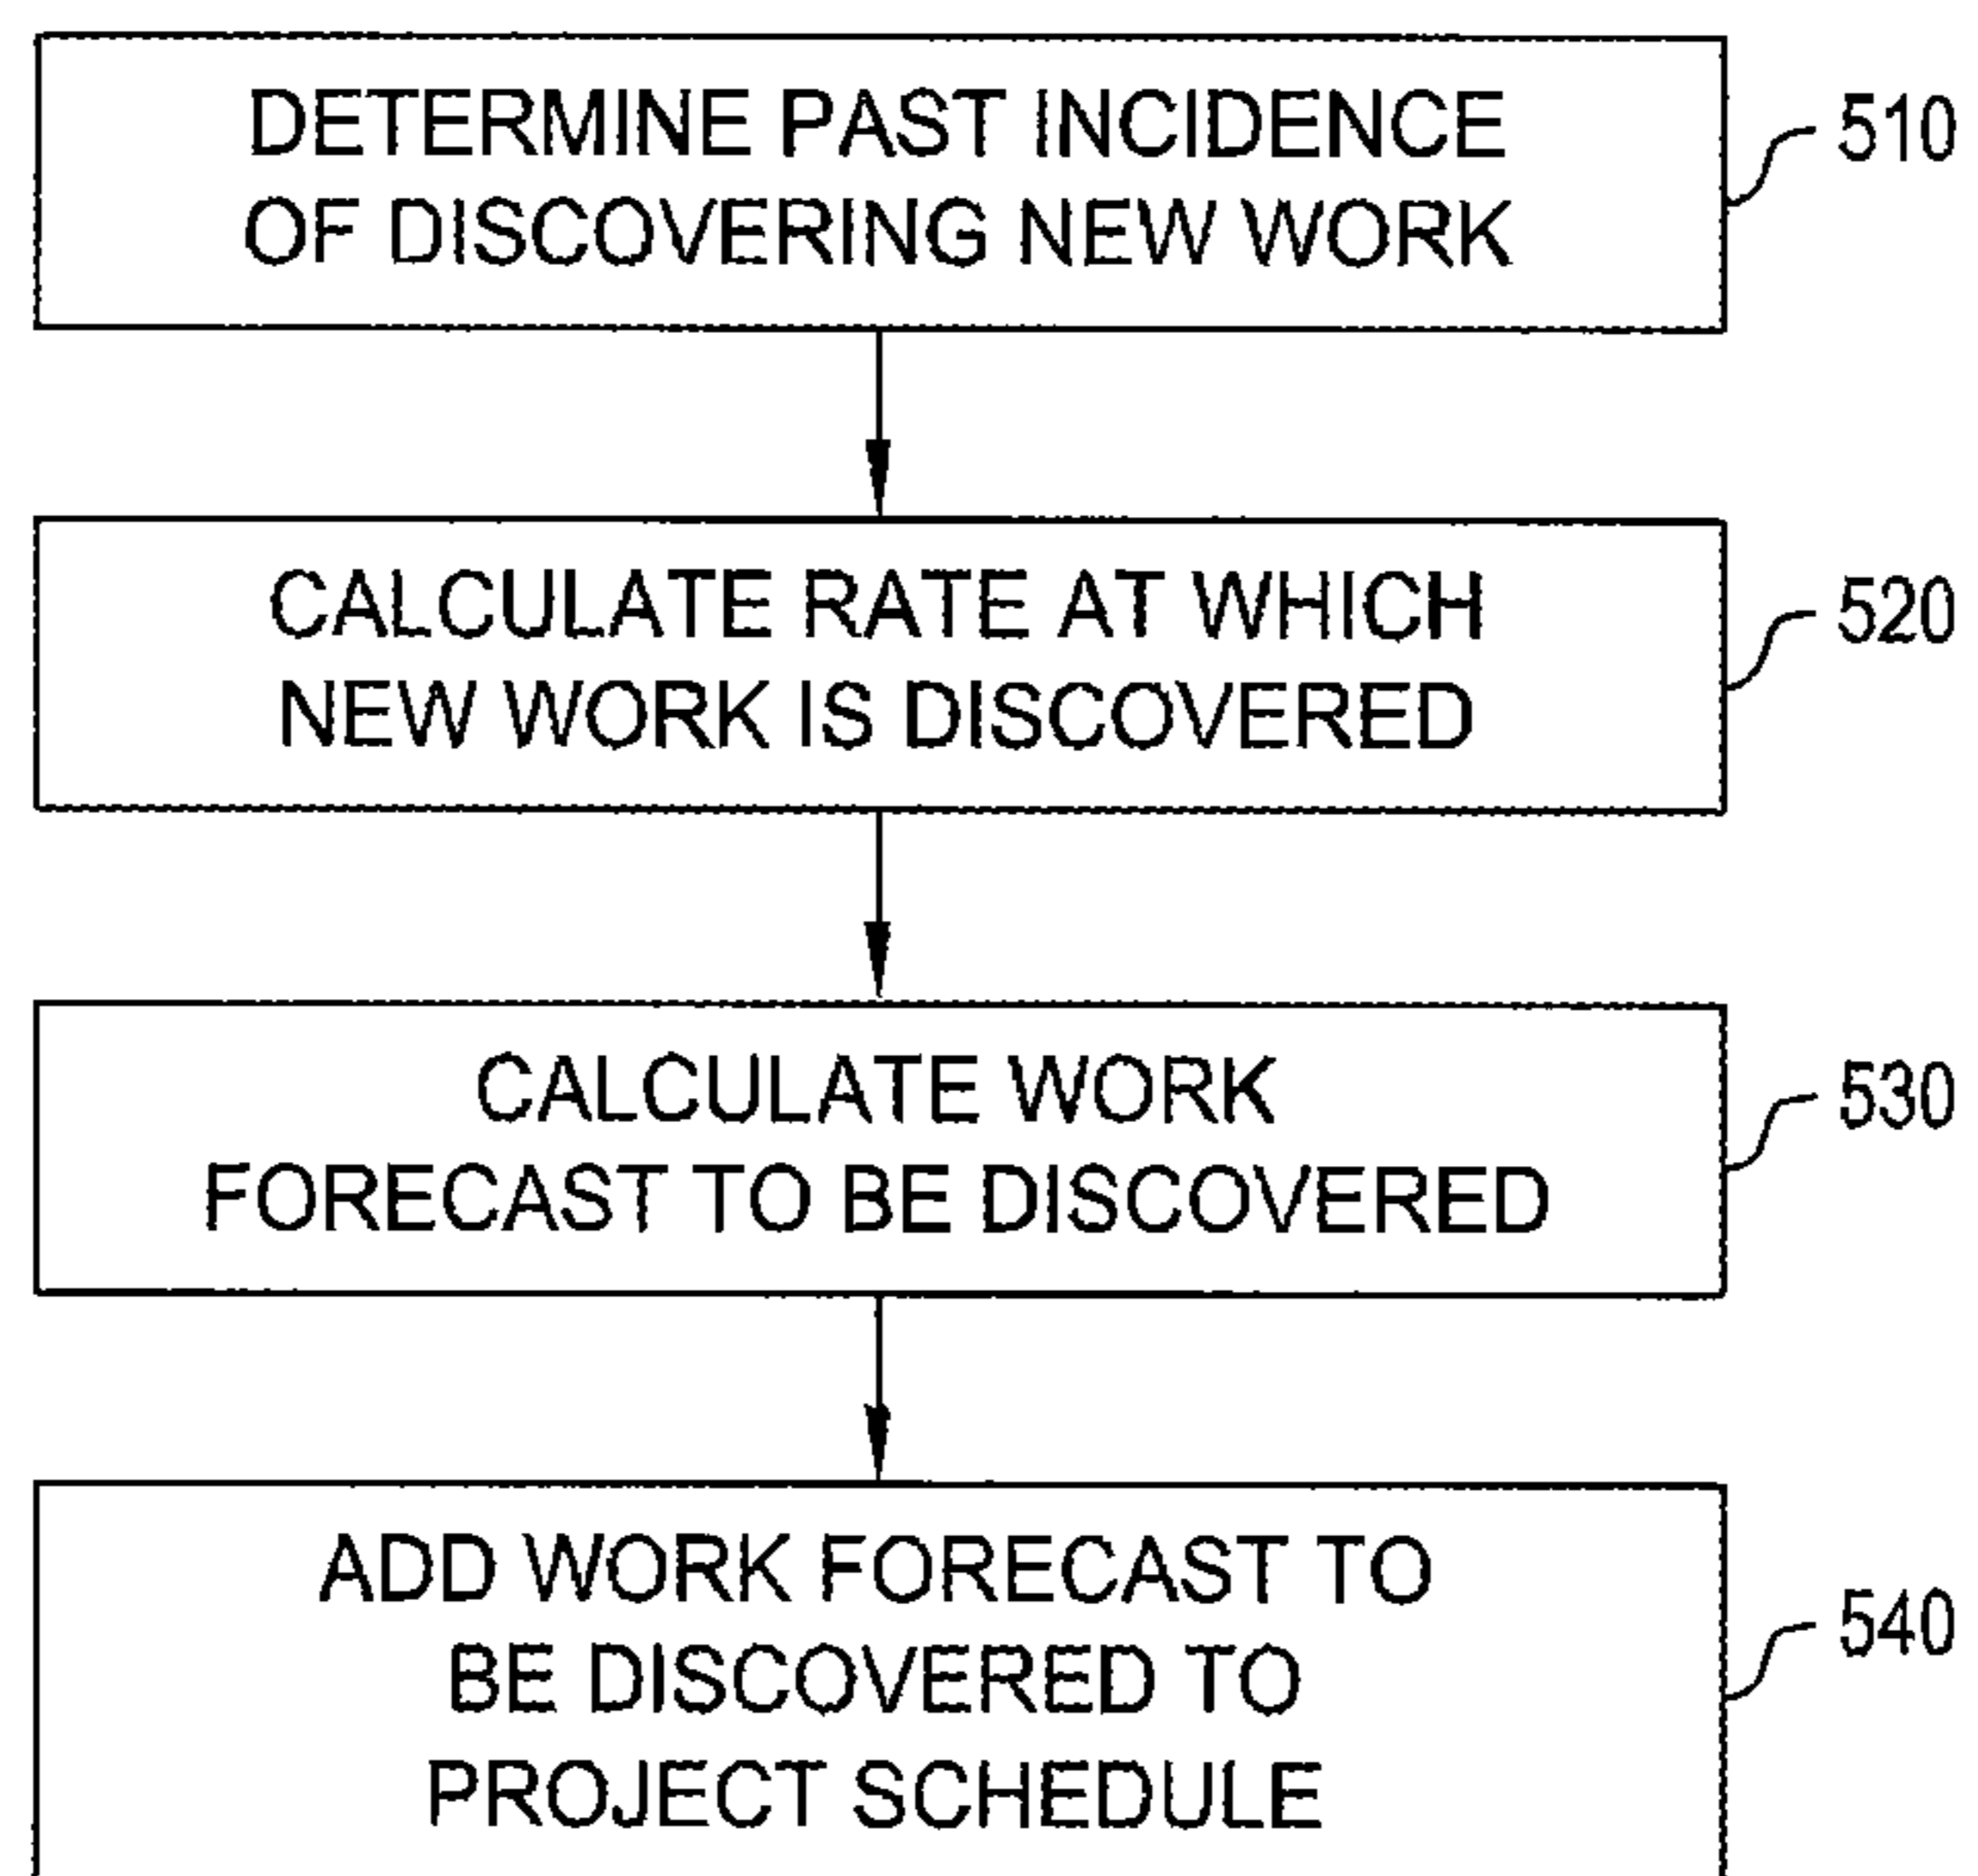 DETERMINE PAST INCIDENCE
OF DISCOVERING NEW WORK
510
CALCULATE RATE AT WHICH
NEW WORK IS DISCOVERED
520
CALCULATE WORK
FORECAST TO BE DISCOVERED
530
ADD WORK FORECAST TO
BE DISCOVERED TO
PROJECT SCHEDULE
540